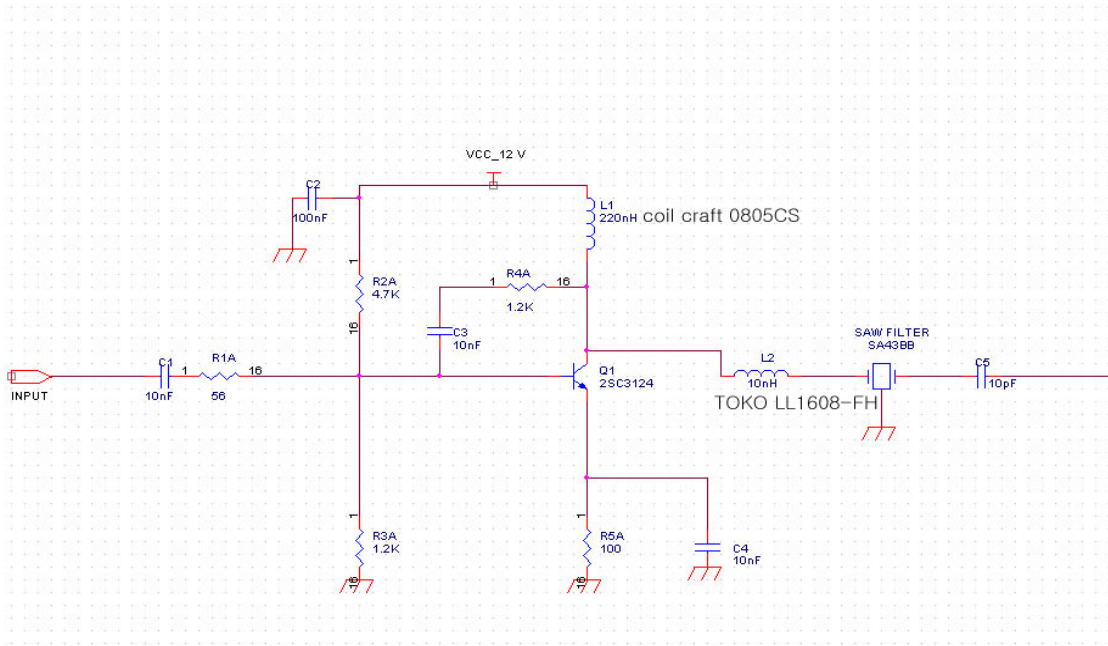 VCC_12 V
C2
100nF
L1
220nH
coil craft 0805CS
1
R2A
4.7K
16
1
R4A
16
1.2K
C3
10nF
SAW FILTER
SA43BB
C1
10nF
1
R1A
16
56
INPUT
Q1
2SC3124
L2
10nH
TOKO LL1608-FH
C5
10pF
1
R3A
1.2K
16
1
R5A
100
16
C4
10nF